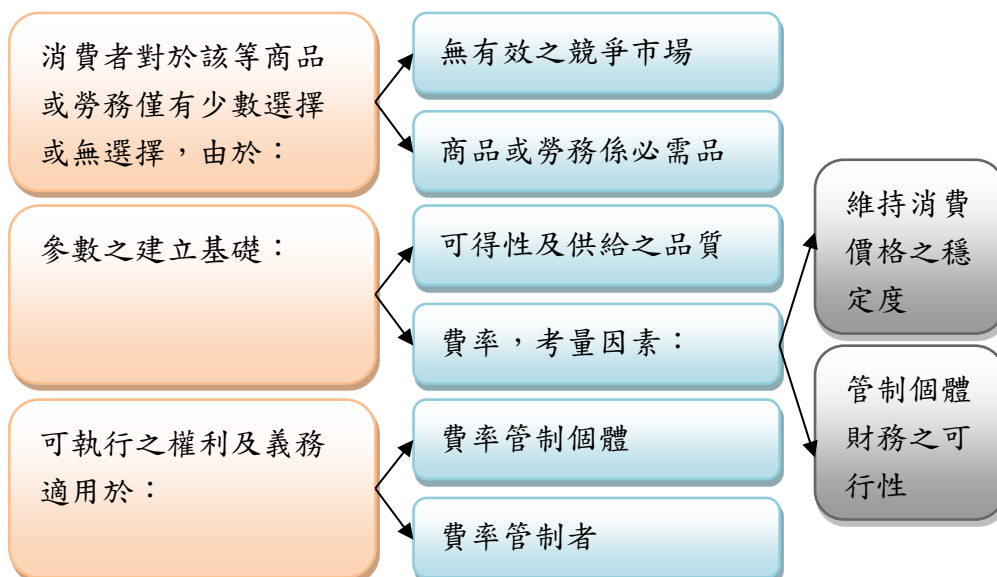 消費者對於該等商品
或勞務僅有少數選擇
或無選擇，由於：
無有效之競爭市場
商品或勞務係必需品
參數之建立基礎：
可得性及供給之品質
費率，考量因素：
維持消費
價格之穩
定度
管制個體
財務之可
行性
可執行之權利及義務
適用於：
費率管制個體
費率管制者